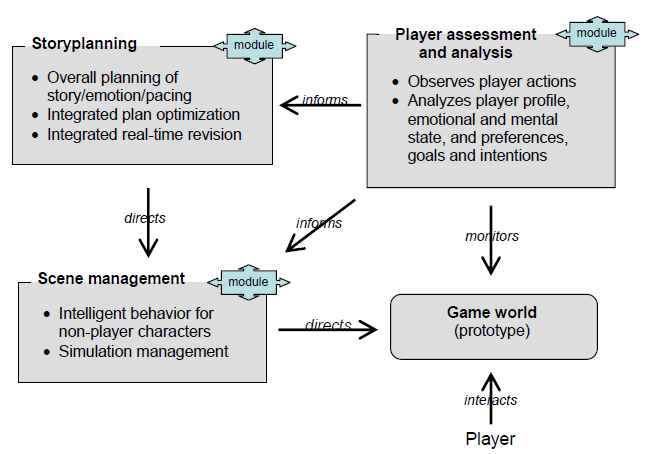 Storyplanning
module
• Overall planning of
story/emotion/pacing
• Integrated plan optimization
• Integrated real-time revision
informs
Player assessment
and analysis
module
• Observes player actions
• Analyzes player profile,
emotional and mental
state, and preferences,
goals and intentions
directs
informs
monitors
Scene management
module
• Intelligent behavior for
non-player characters
• Simulation management
directs
Game world
(prototype)
interacts
Player